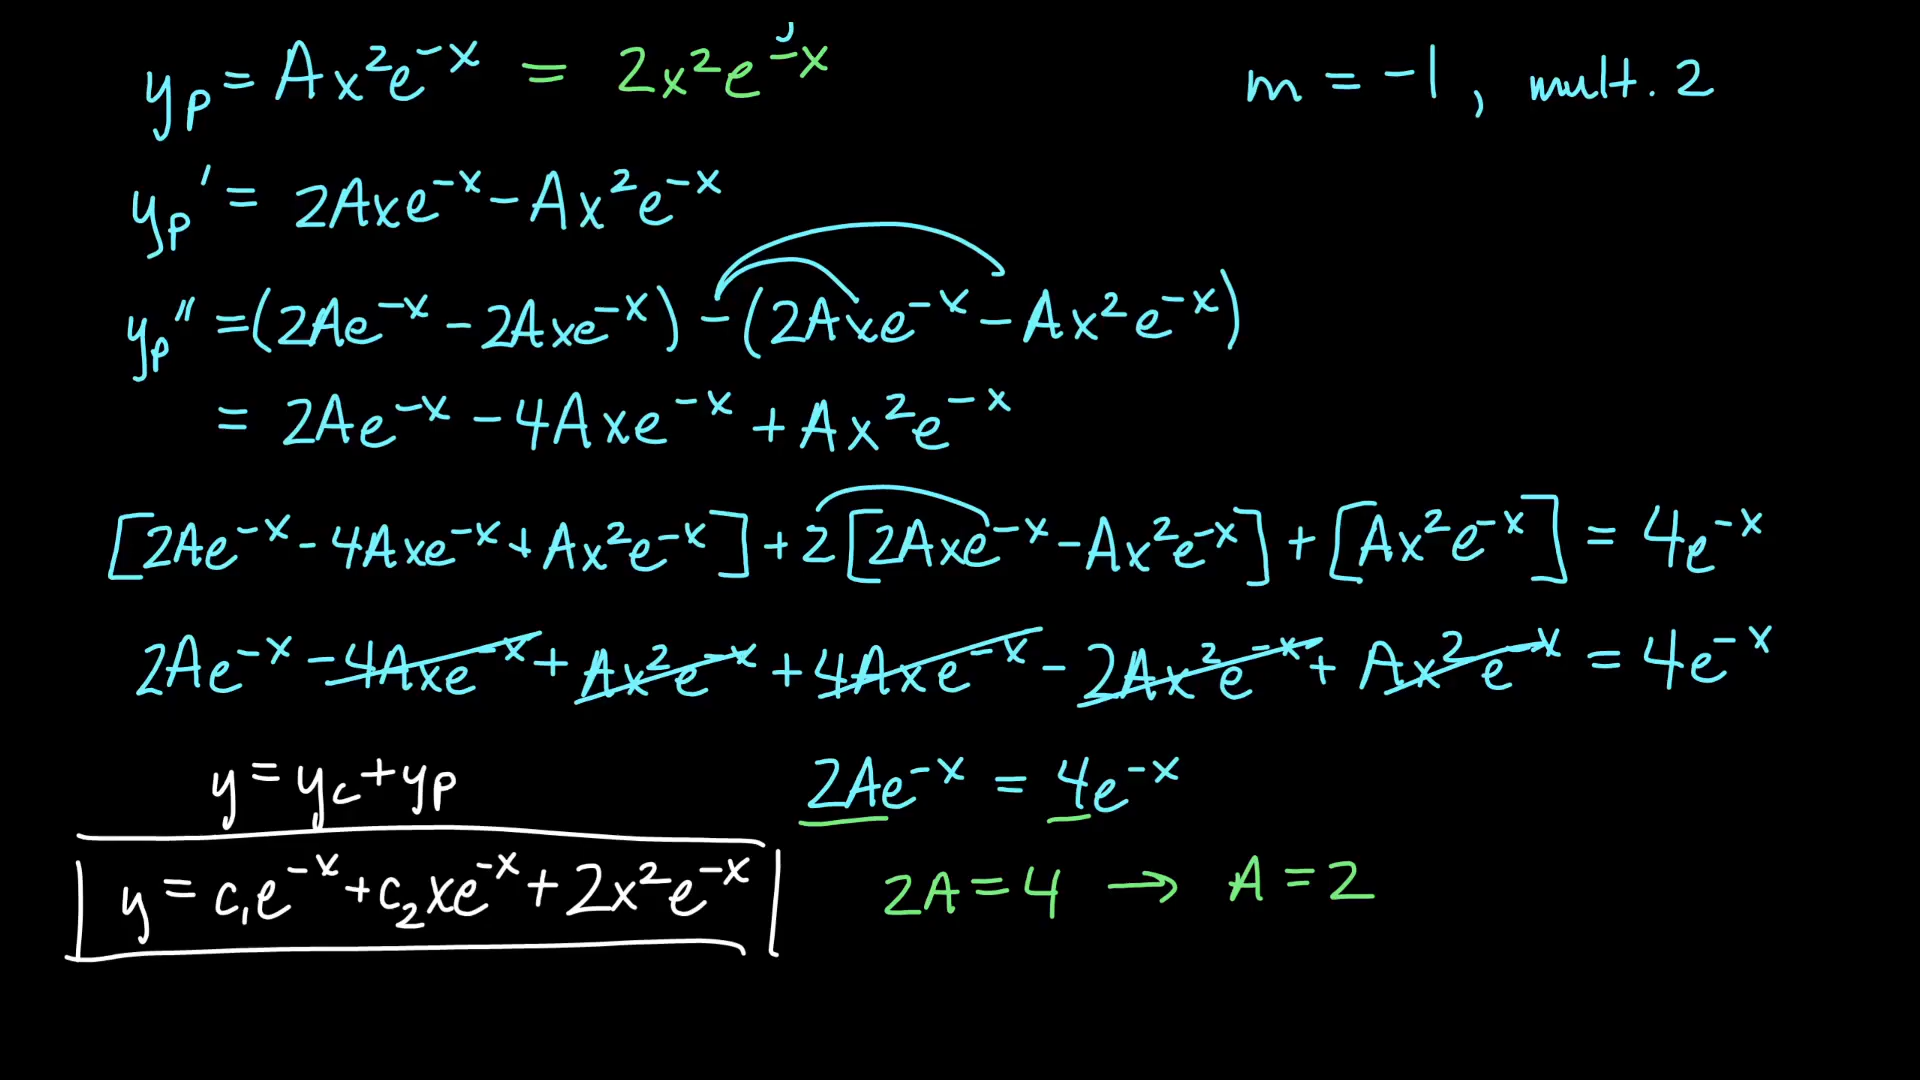 yₚ = Ax²e⁻ˣ = 2x²e⁻ˣ
m = -1, mult. 2
yₚ' = 2Axe⁻ˣ - Ax²e⁻ˣ
yₚ'' = (2Ae⁻ˣ - 2Axe⁻ˣ) - (2Axe⁻ˣ - Ax²e⁻ˣ)
= 2Ae⁻ˣ - 4Axe⁻ˣ + Ax²e⁻ˣ
[2Ae⁻ˣ - 4Axe⁻ˣ + Ax²e⁻ˣ] + 2[2Axe⁻ˣ - Ax²e⁻ˣ] + [Ax²e⁻ˣ] = 4e⁻ˣ
2Ae⁻ˣ - 4Axe⁻ˣ + Ax²e⁻ˣ + 4Axe⁻ˣ - 2Ax²e⁻ˣ + Ax²e⁻ˣ = 4e⁻ˣ
y = y_c + yₚ
2Ae⁻ˣ = 4e⁻ˣ
y = c₁e⁻ˣ + c₂xe⁻ˣ + 2x²e⁻ˣ
2A = 4 → A = 2